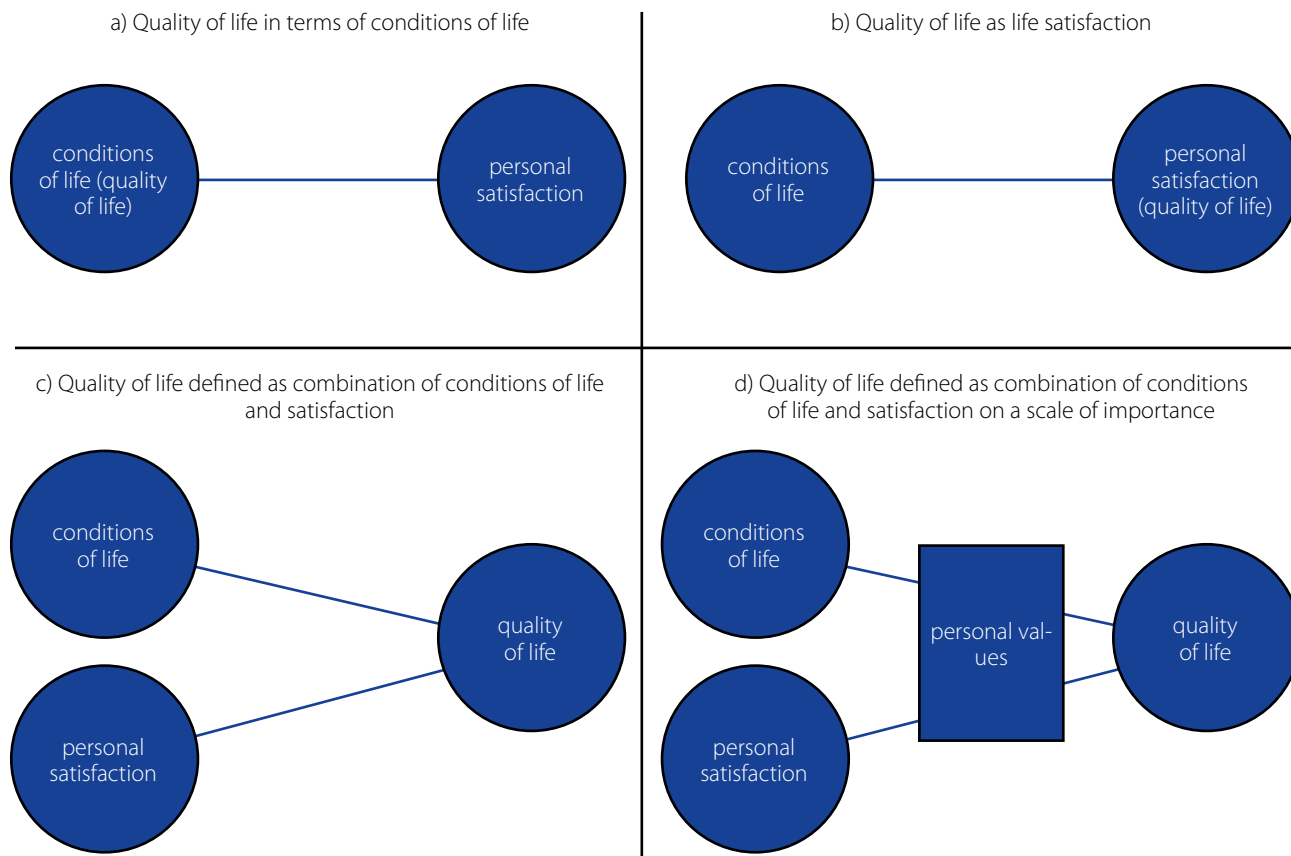 a) Quality of life in terms of conditions of life
conditions
of life (quality
of life)
personal
satisfaction
b) Quality of life as life satisfaction
conditions
of life
personal
satisfaction
(quality of life)
c) Quality of life defined as combination of conditions of life
and satisfaction
conditions
of life
personal
satisfaction
quality
of life
d) Quality of life defined as combination of conditions
of life and satisfaction on a scale of importance
conditions
of life
personal
satisfaction
personal val-
ues
quality
of life